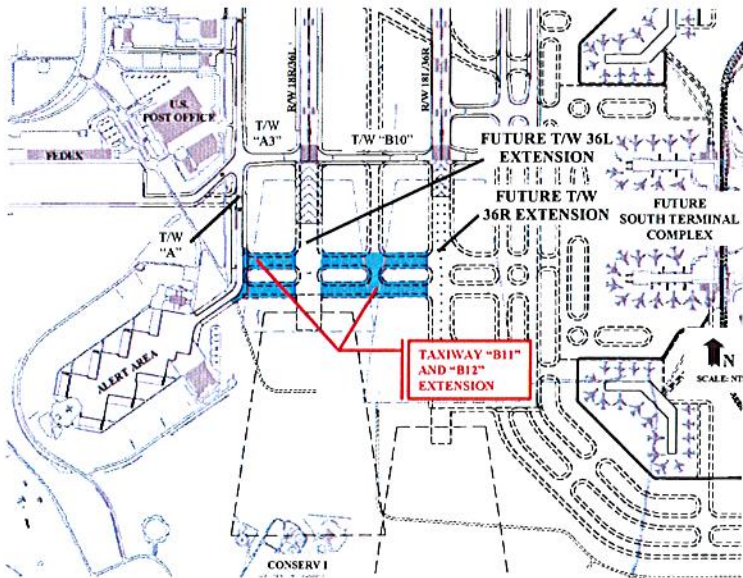 R/W 18R/36L
R/W 18L/36R
U.S.
POST OFFICE
T/W
"A3"
T/W "B10"
FUTURE T/W 36L
EXTENSION
FEDEX
FUTURE T/W
36R EXTENSION
FUTURE
SOUTH TERMINAL
COMPLEX
T/W
"A"
TAXIWAY "B11"
AND "B12"
EXTENSION
ALERT AREA
N
SCALE: NT
CONSERV I